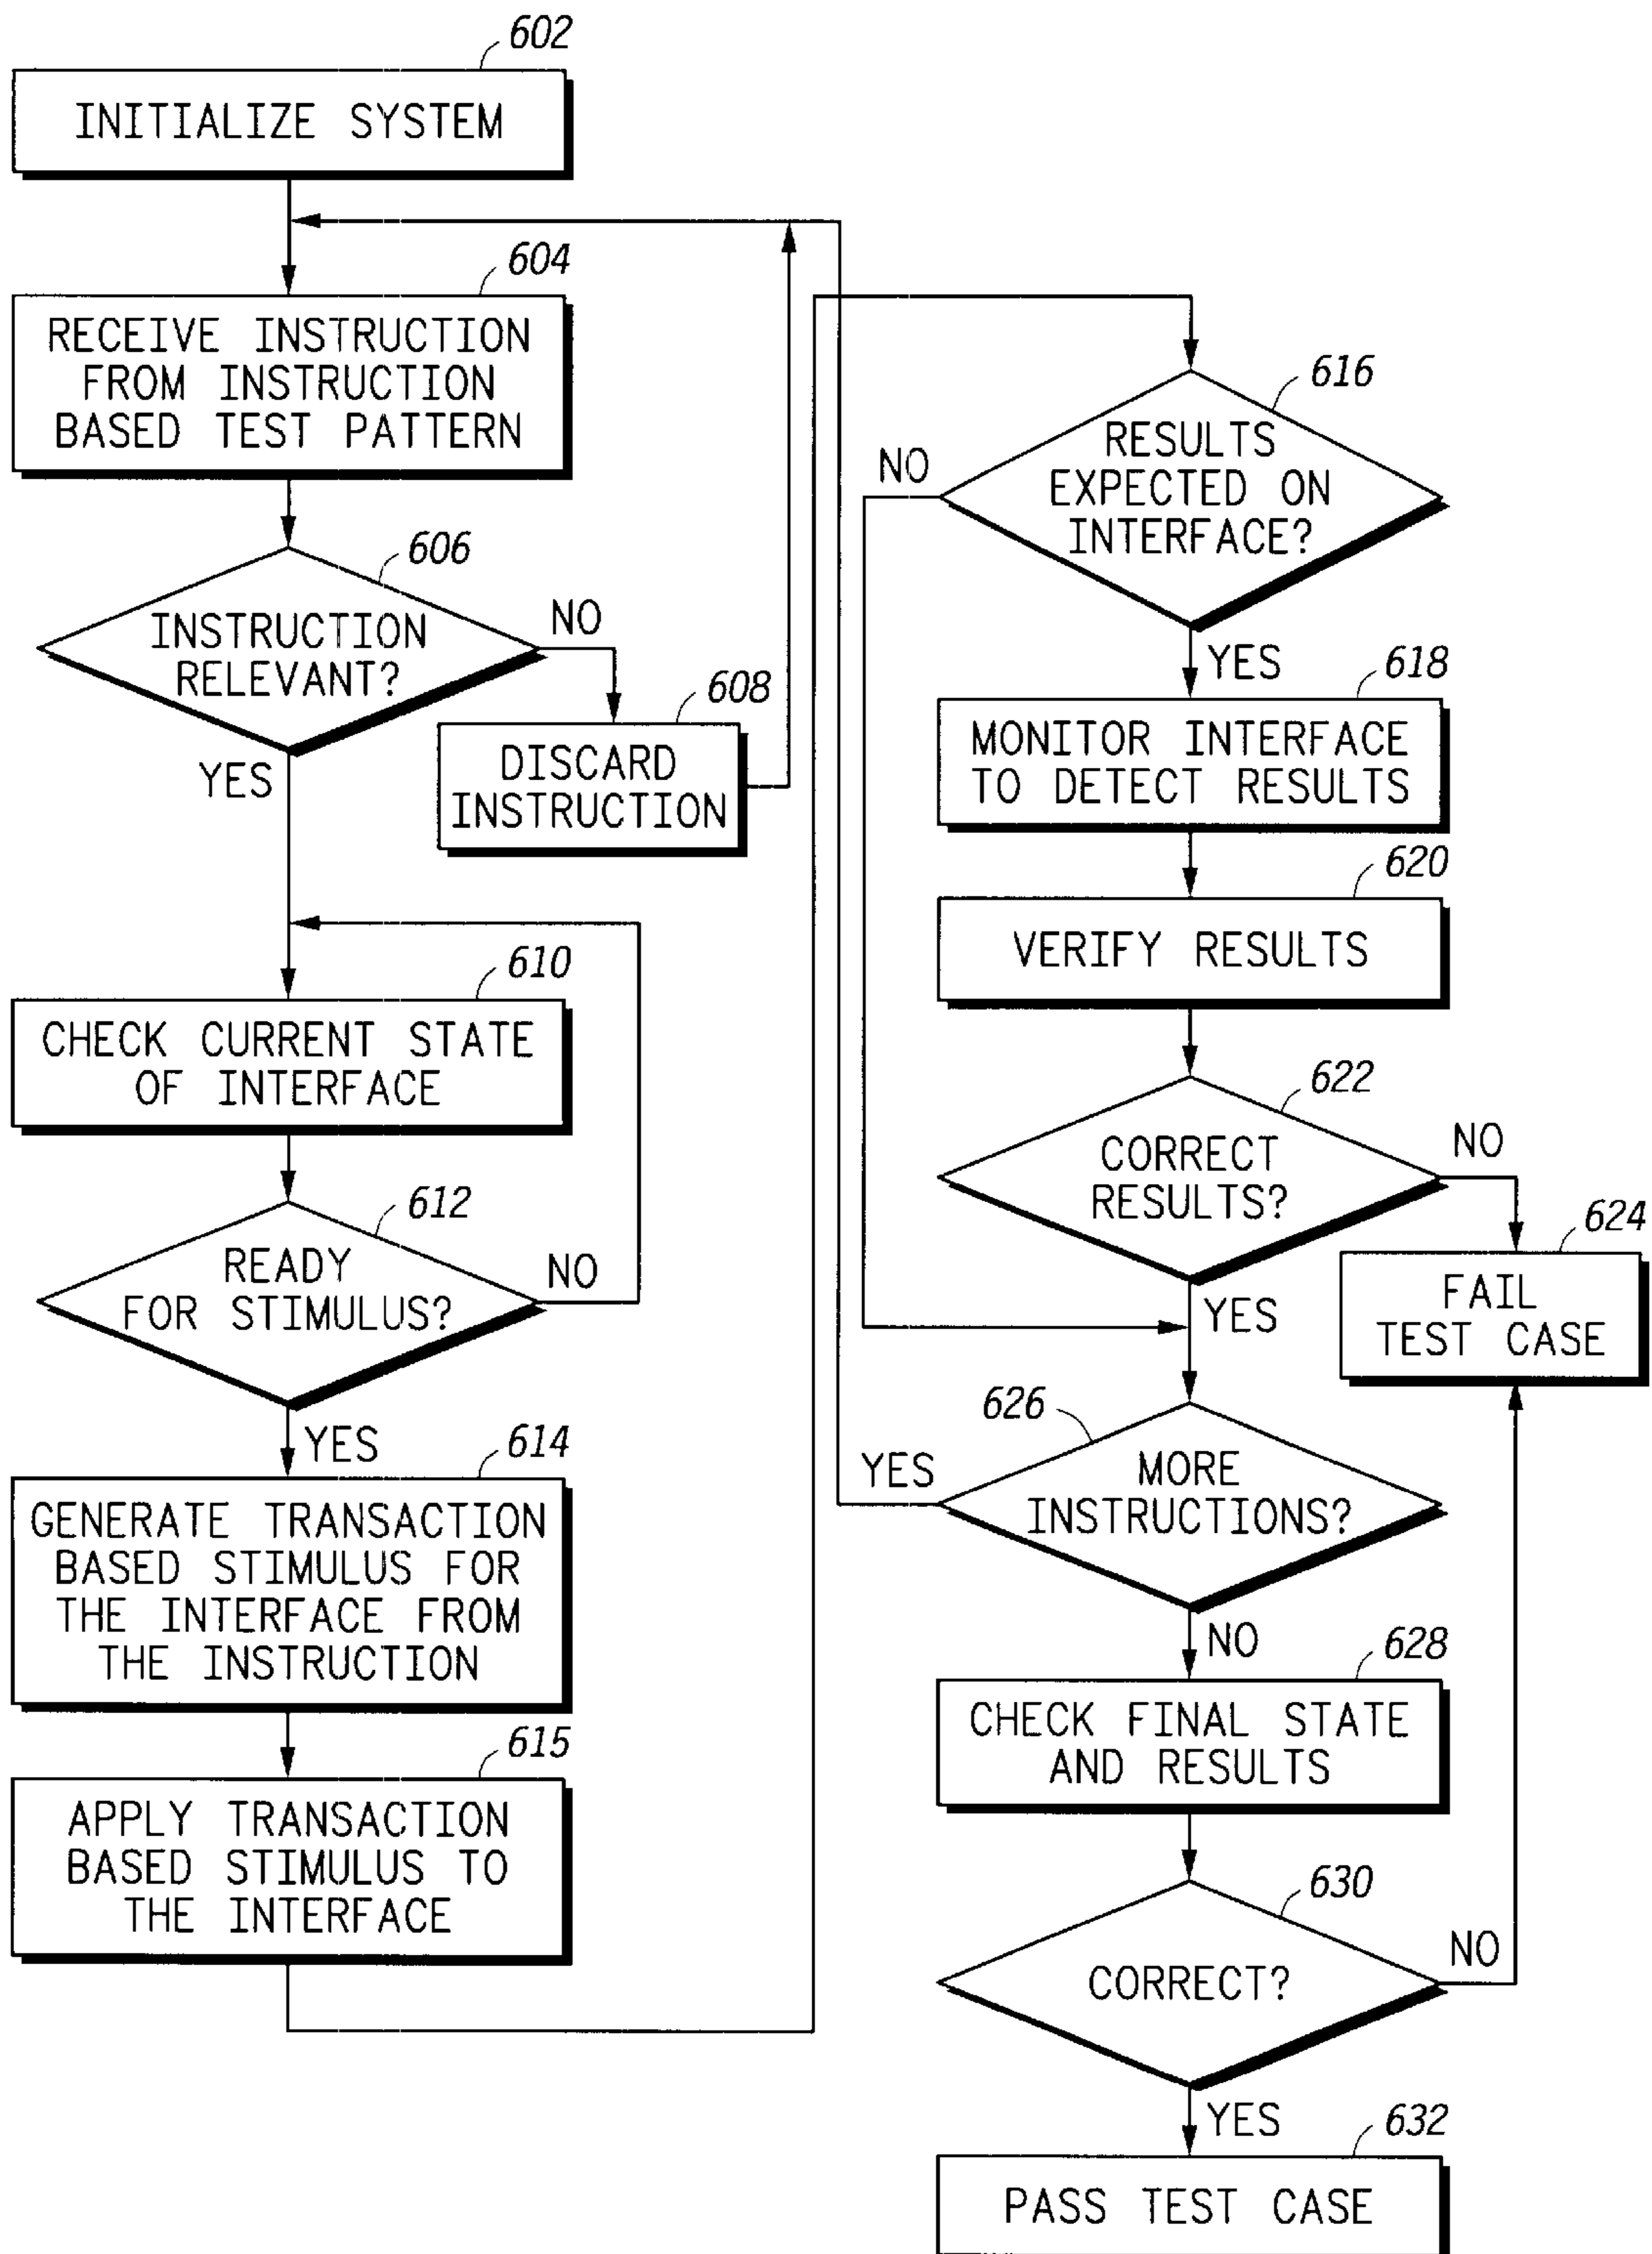 602
INITIALIZE SYSTEM
604
RECEIVE INSTRUCTION
FROM INSTRUCTION
BASED TEST PATTERN
606
INSTRUCTION
RELEVANT?
NO
YES
608
DISCARD
INSTRUCTION
610
CHECK CURRENT STATE
OF INTERFACE
612
READY
FOR STIMULUS?
NO
YES
614
GENERATE TRANSACTION
BASED STIMULUS FOR
THE INTERFACE FROM
THE INSTRUCTION
615
APPLY TRANSACTION
BASED STIMULUS TO
THE INTERFACE
616
RESULTS
EXPECTED ON
INTERFACE?
NO
YES
618
MONITOR INTERFACE
TO DETECT RESULTS
620
VERIFY RESULTS
622
CORRECT
RESULTS?
NO
YES
624
FAIL
TEST CASE
626
MORE
INSTRUCTIONS?
YES
NO
628
CHECK FINAL STATE
AND RESULTS
630
CORRECT?
NO
YES
632
PASS TEST CASE